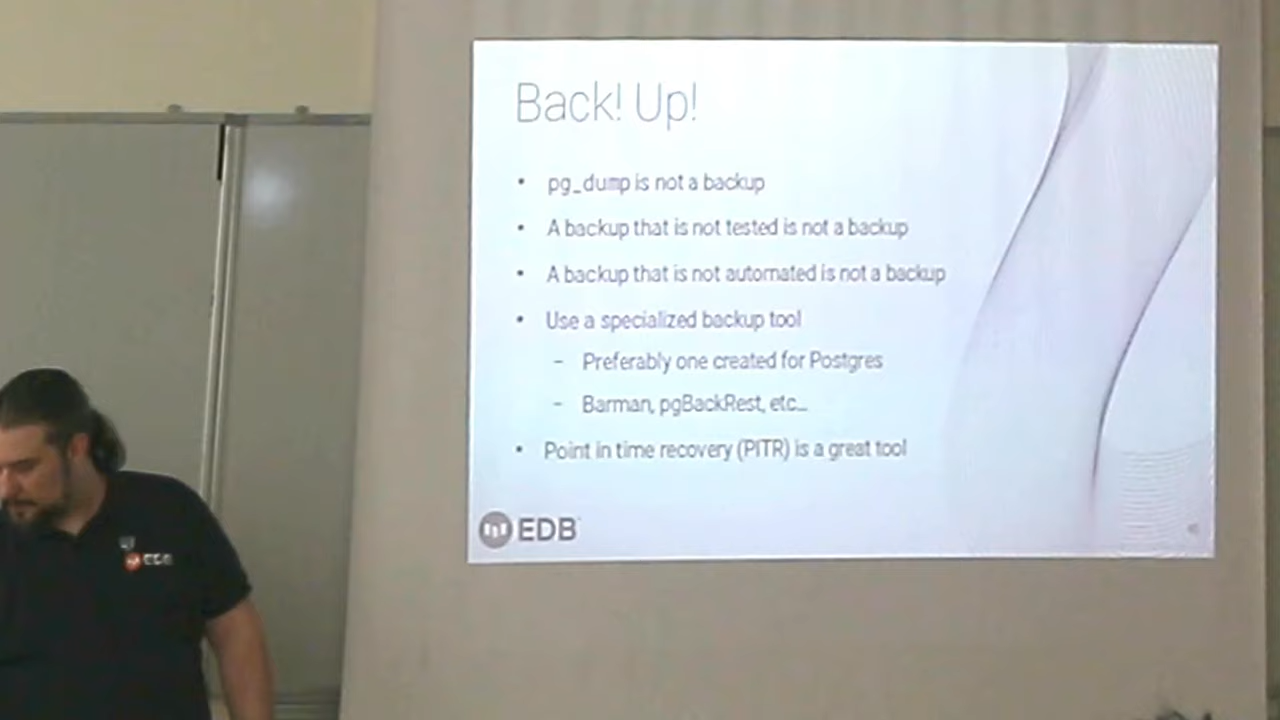 Back! Up!
• pg_dump is not a backup
• A backup that is not tested is not a backup
• A backup that is not automated is not a backup
• Use a specialized backup tool
– Preferably one created for Postgres
– Barman, pgBackRest, etc...
• Point in time recovery (PITR) is a great tool
EDB
EDB